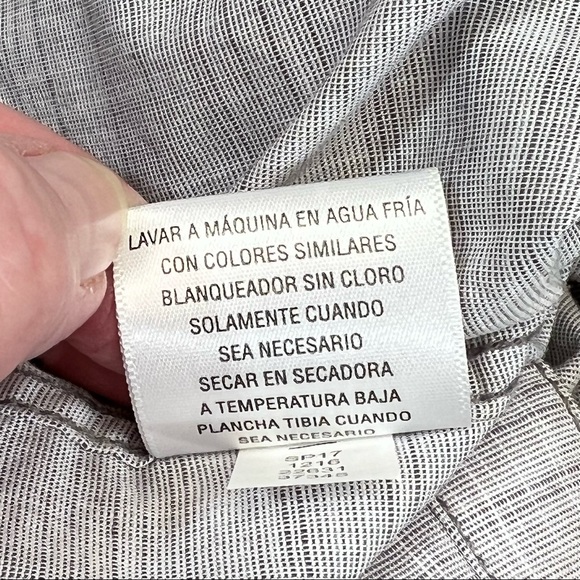 LAVAR A MÁQUINA EN AGUA FRÍA
CON COLORES SIMILARES
BLANQUEADOR SIN CLORO
SOLAMENTE CUANDO
SEA NECESARIO
SECAR EN SECADORA
A TEMPERATURA BAJA
PLANCHA TIBIA CUANDO
SEA NECESARIO
SP17
1216